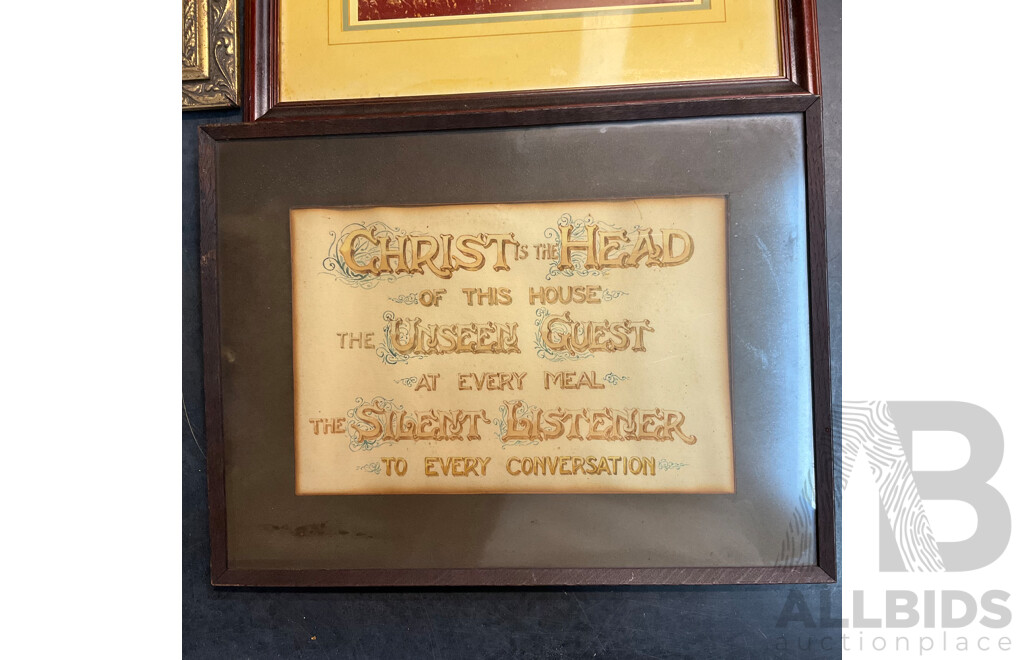 CHRIST IS THE HEAD
OF THIS HOUSE
THE UNSEEN GUEST
AT EVERY MEAL
THE SILENT LISTENER
TO EVERY CONVERSATION
AB
ALLBIDS
auctionplace